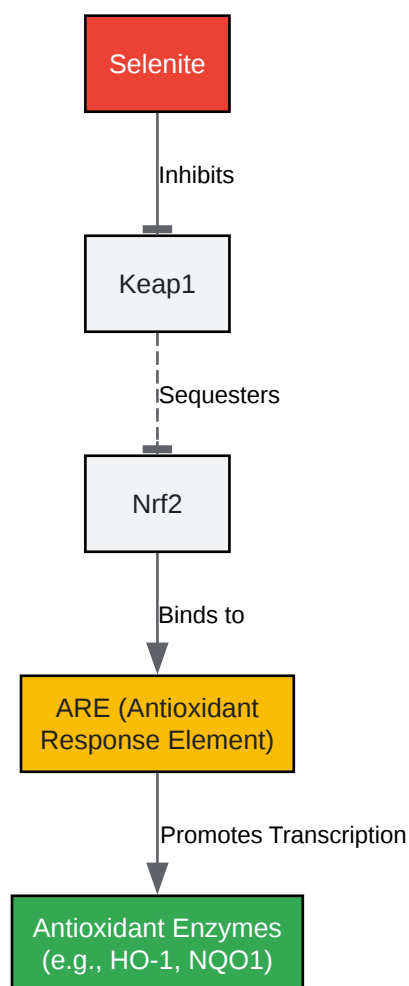 Selenite
Inhibits
Keap1
Sequesters
Nrf2
Binds to
ARE (Antioxidant
Response Element)
Promotes Transcription
Antioxidant Enzymes
(e.g., HO-1, NQO1)